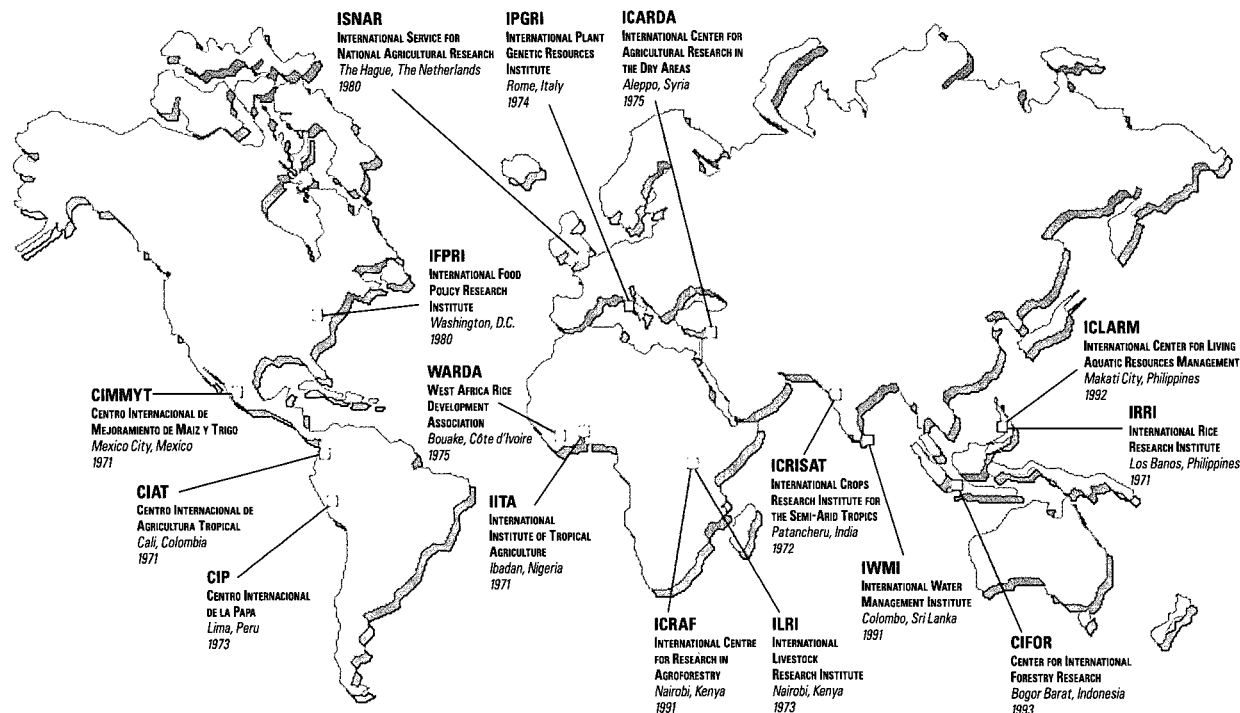 ISNAR
INTERNATIONAL SERVICE FOR
NATIONAL AGRICULTURAL RESEARCH
The Hague, The Netherlands
1980
IPGRI
INTERNATIONAL PLANT
GENETIC RESOURCES
INSTITUTE
Rome, Italy
1974
ICARDA
INTERNATIONAL CENTER FOR
AGRICULTURAL RESEARCH IN
THE DRY AREAS
Aleppo, Syria
1975
IFPRI
INTERNATIONAL FOOD
POLICY RESEARCH
INSTITUTE
Washington, D.C.
1980
ICLARM
INTERNATIONAL CENTER FOR LIVING
AQUATIC RESOURCES MANAGEMENT
Makati City, Philippines
1992
CIMMYT
CENTRO INTERNACIONAL DE
MEJORAMIENTO DE MAIZ Y TRIGO
Mexico City, Mexico
1971
WARDA
WEST AFRICA RICE
DEVELOPMENT
ASSOCIATION
Bouake, Côte d'Ivoire
1975
IRRI
INTERNATIONAL RICE
RESEARCH INSTITUTE
Los Banos, Philippines
1971
CIAT
CENTRO INTERNACIONAL DE
AGRICULTURA TROPICAL
Cali, Colombia
1971
IITA
INTERNATIONAL
INSTITUTE OF TROPICAL
AGRICULTURE
Ibadan, Nigeria
1971
ICRISAT
INTERNATIONAL CROPS
RESEARCH INSTITUTE FOR
THE SEMI-ARID TROPICS
Patancheru, India
1972
CIP
CENTRO INTERNACIONAL
DE LA PAPA
Lima, Peru
1973
IWMI
INTERNATIONAL WATER
MANAGEMENT INSTITUTE
Colombo, Sri Lanka
1991
ICRAF
INTERNATIONAL CENTRE
FOR RESEARCH IN
AGROFORESTRY
Nairobi, Kenya
1991
ILRI
INTERNATIONAL
LIVESTOCK
RESEARCH INSTITUTE
Nairobi, Kenya
1973
CIFOR
CENTER FOR INTERNATIONAL
FORESTRY RESEARCH
Bogor Barat, Indonesia
1993